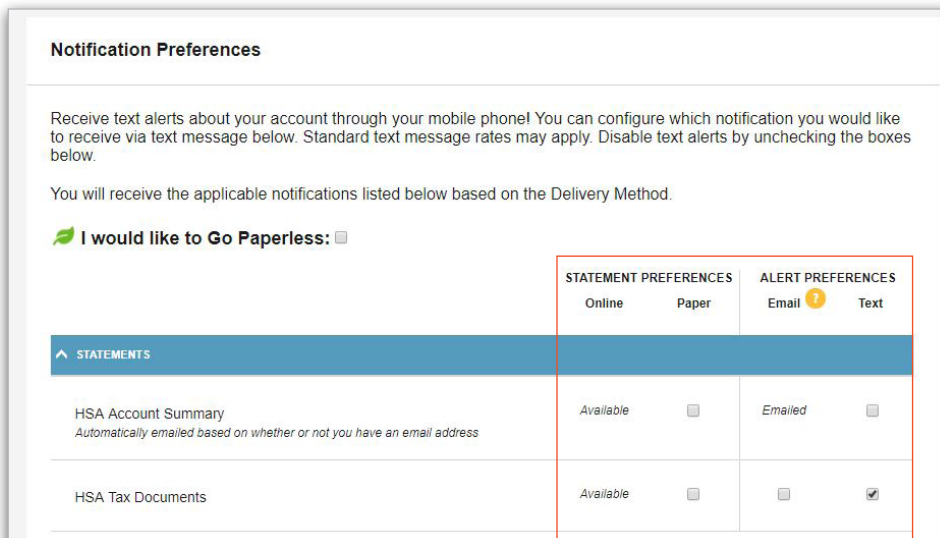 Notification Preferences
Receive text alerts about your account through your mobile phone! You can configure which notification you would like
to receive via text message below. Standard text message rates may apply. Disable text alerts by unchecking the boxes
below.
You will receive the applicable notifications listed below based on the Delivery Method.
I would like to Go Paperless:
STATEMENT PREFERENCES ALERT PREFERENCES
Online Paper Email ? Text
STATEMENTS
HSA Account Summary Available Emailed
Automatically emailed based on whether or not you have an email address
HSA Tax Documents Available